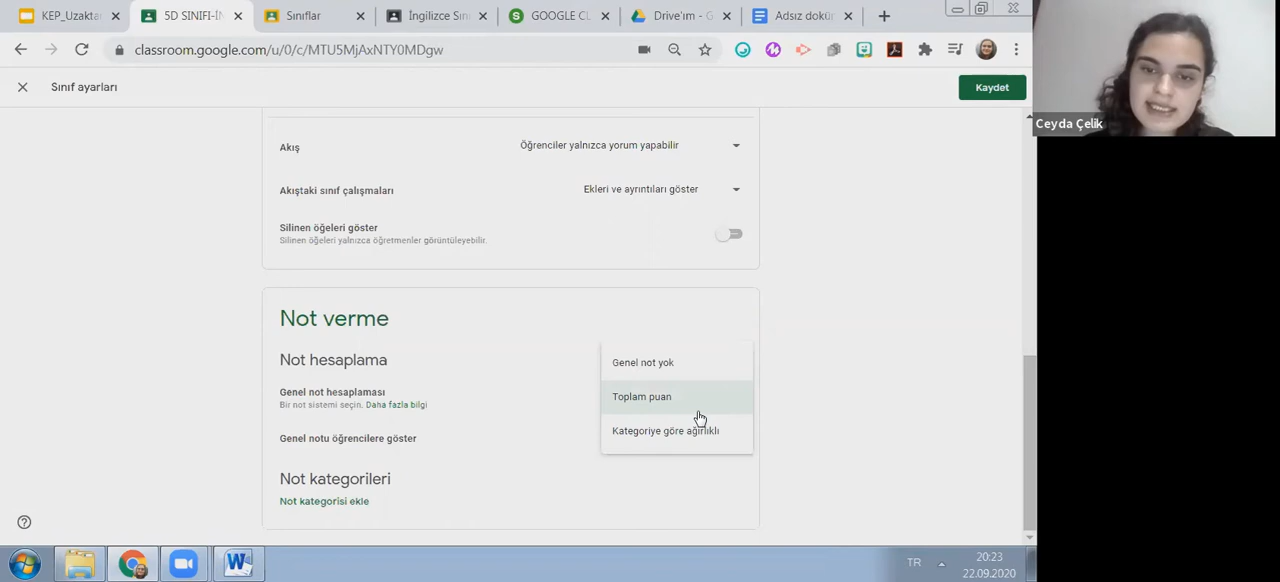 KEP_Uzakta
5D SINIFI-İN
Sınıflar
İngilizce Sın
GOOGLE CL
Drive'ım - G
Adsız dokü
classroom.google.com/u/0/c/MTU5MjAxNTY0MDgw
Sınıf ayarları
Kaydet
Ceyda Çelik
Akış
Öğrenciler yalnızca yorum yapabilir
Akıştaki sınıf çalışmaları
Ekleri ve ayrıntıları göster
Silinen öğeleri göster
Silinen öğeleri yalnızca öğretmenler görüntüleyebilir.
Not verme
Not hesaplama
Genel not yok
Genel not hesaplaması
Toplam puan
Bir not sistemi seçin. Daha fazla bilgi
Kategoriye göre ağırlıklı
Genel notu öğrencilere göster
Not kategorileri
Not kategorisi ekle
TR
20:23
22.09.2020